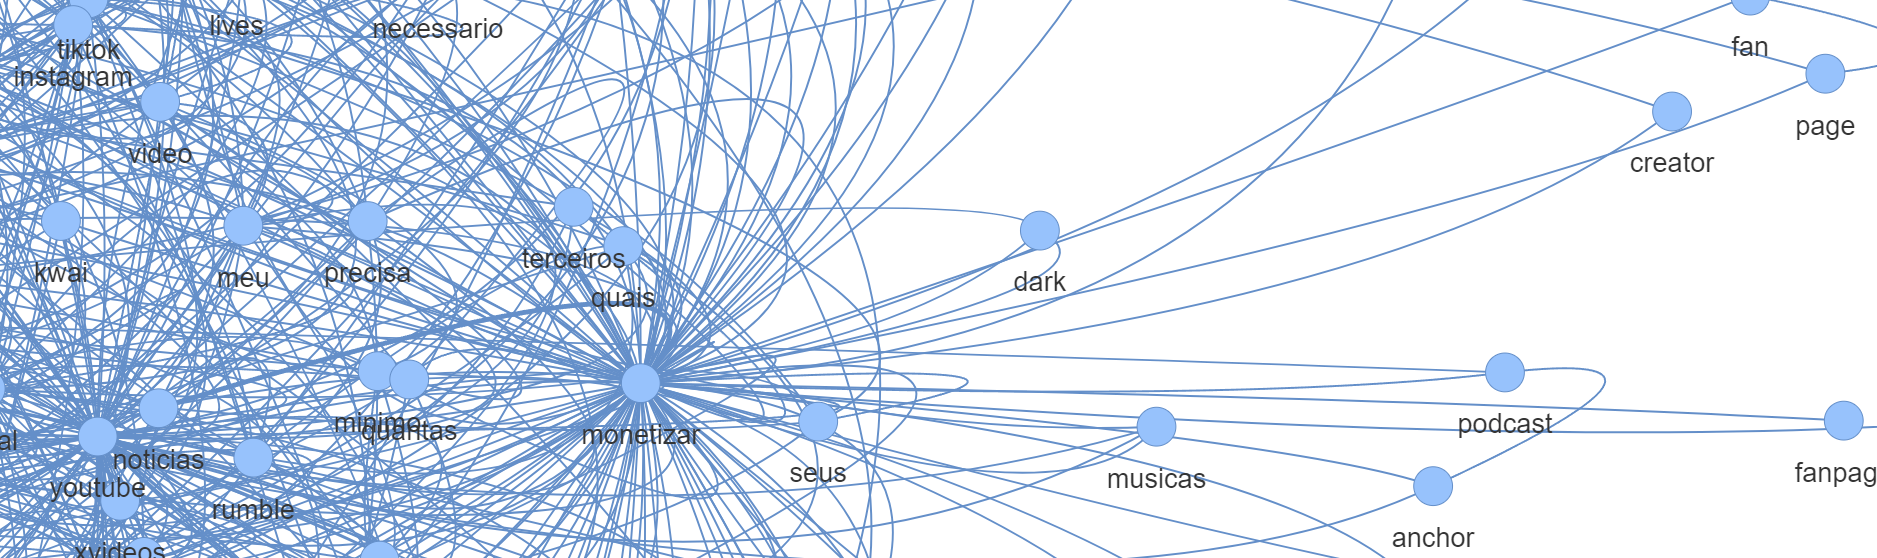 lives
necessario
tiktok
fan
instagram
page
video
creator
terceiros
kwai
meu
precisa
dark
quais
minimo
quantas
podcast
monetizar
al
noticias
seus
musicas
fanpag
youtube
rumble
anchor
xvideos